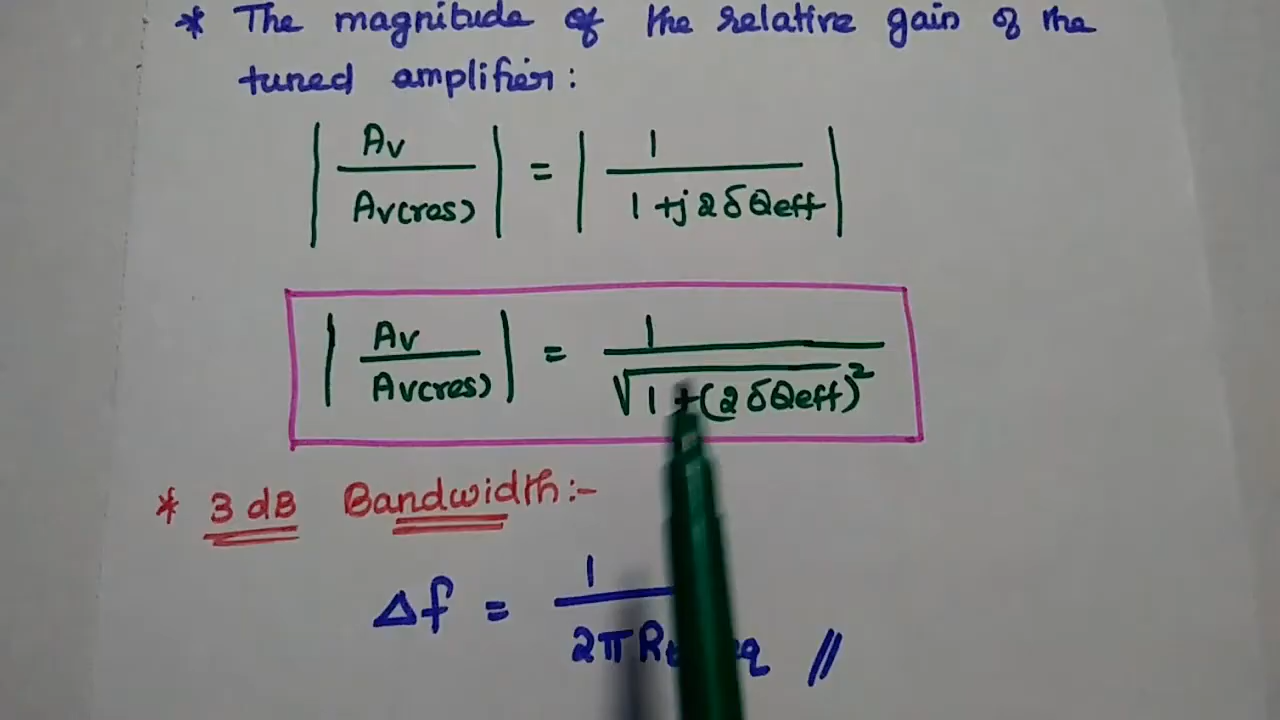 * The magnitude of the relative gain of the
tuned amplifier:
| Av / Av(res) | = | 1 / 1+j2δQeff |
| Av / Av(res) | = 1 / √1+(2δQeff)²
* 3 dB Bandwidth:-
Δf = 1 / 2πR //